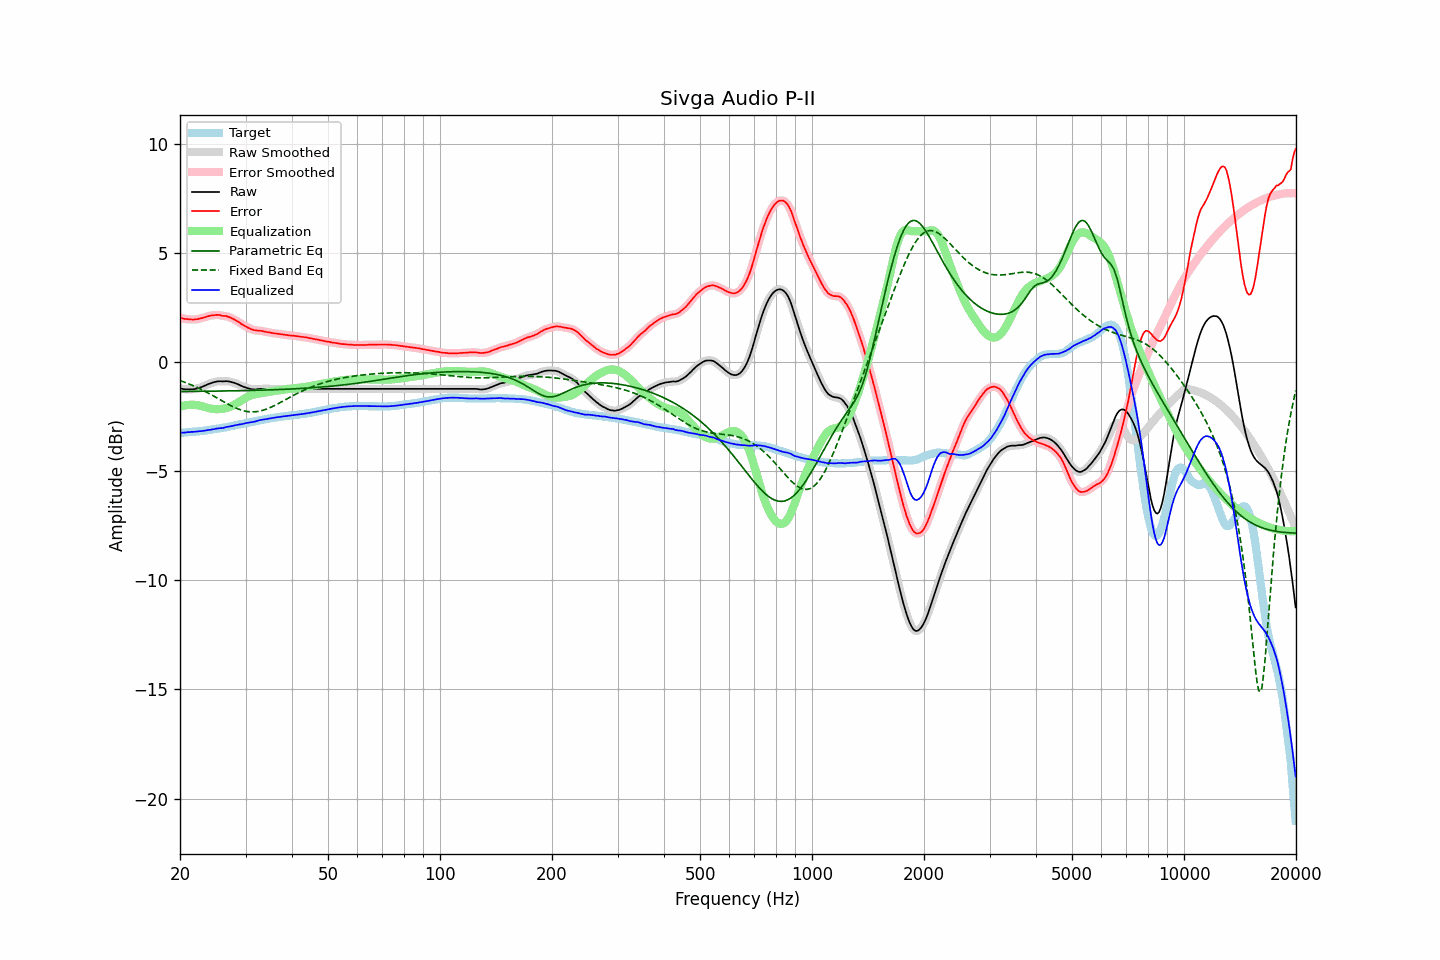 Sivga Audio P-II
Target
Raw Smoothed
Error Smoothed
Raw
Error
Equalization
Parametric Eq
Fixed Band Eq
Equalized
10
5
0
−5
−10
−15
−20
Amplitude (dBr)
20 50 100 200 500 1000 2000 5000 10000 20000
Frequency (Hz)